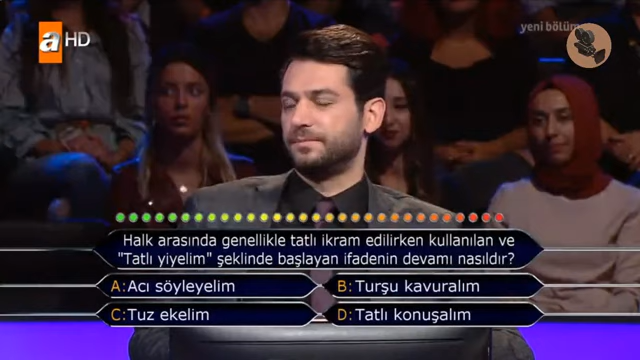 a HD
yeni bölüm
Halk arasında genellikle tatlı ikram edilirken kullanılan ve
"Tatlı yiyelim" şeklinde başlayan ifadenin devamı nasıldır?
A:Acı söyleyelim
B:Turşu kavuralım
C:Tuz ekelim
D:Tatlı konuşalım